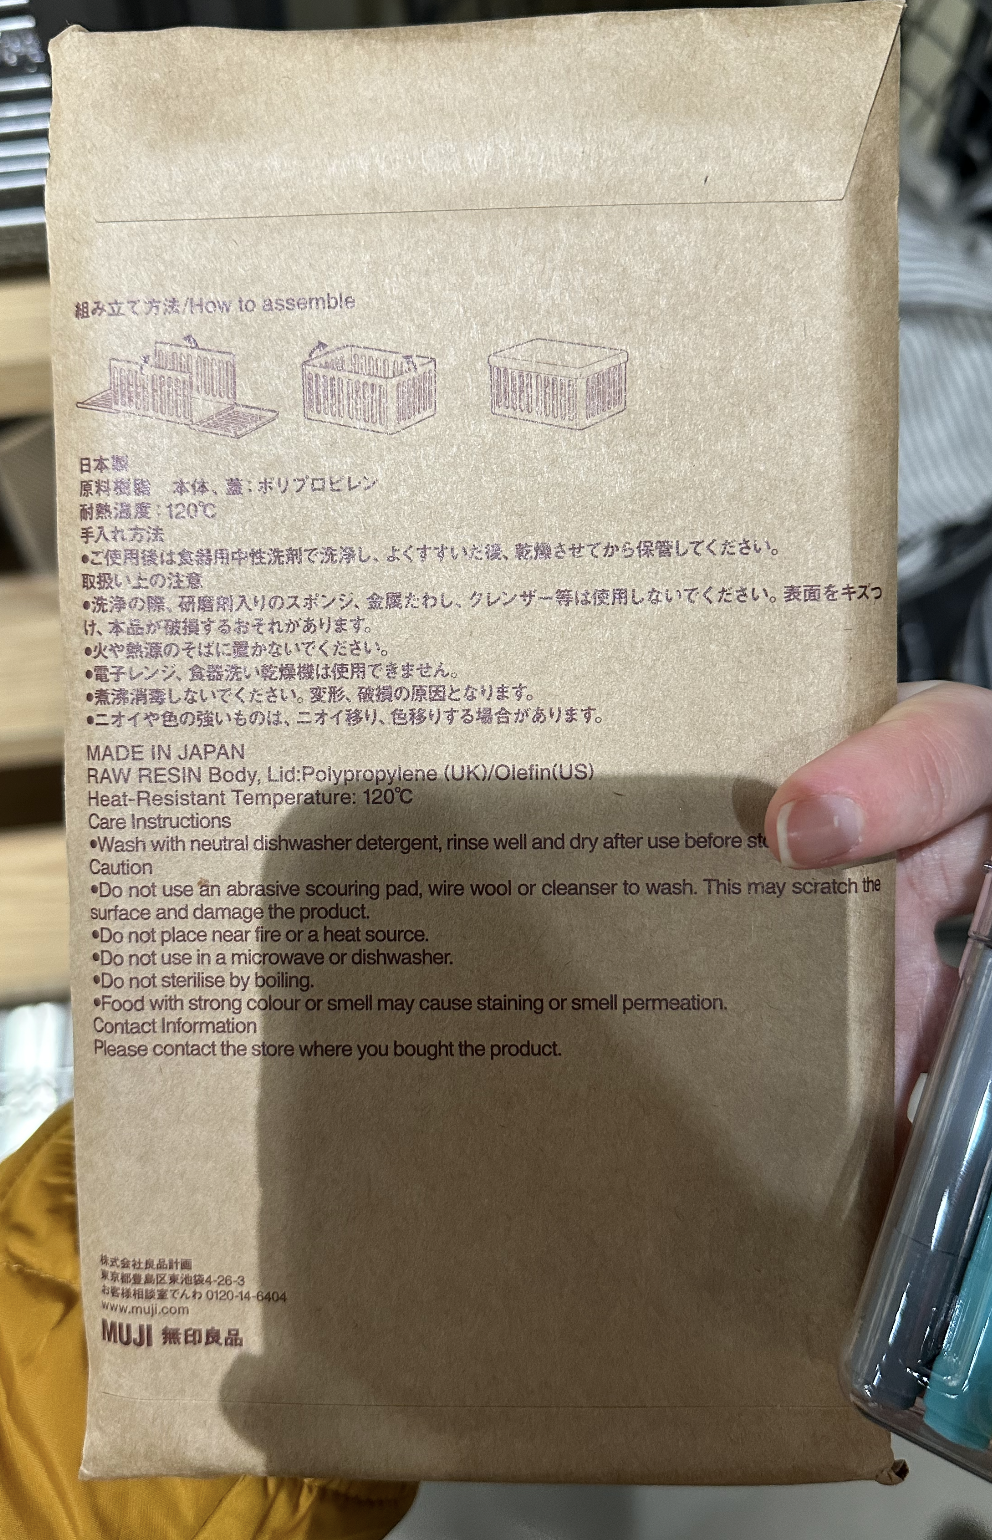 組み立て方法/How to assemble
日本製
原料樹脂　本体、蓋:ポリプロピレン
耐熱温度:120℃
手入れ方法
●ご使用後は食器用中性洗剤で洗浄し、よくすすいだ後、乾燥させてから保管してください。
取扱い上の注意
●洗浄の際、研磨剤入りのスポンジ、金属たわし、クレンザー等は使用しないでください。表面をキズつ
け、本品が破損するおそれがあります。
●火や熱源のそばに置かないでください。
●電子レンジ、食器洗い乾燥機は使用できません。
●煮沸消毒しないでください。変形、破損の原因となります。
●ニオイや色の強いものは、ニオイ移り、色移りする場合があります。
MADE IN JAPAN
RAW RESIN Body, Lid:Polypropylene (UK)/Olefin(US)
Heat-Resistant Temperature: 120℃
Care Instructions
●Wash with neutral dishwasher detergent, rinse well and dry after use before
Caution
●Do not use an abrasive scouring pad, wire wool or cleanser to wash. This may scratch the
surface and damage the product.
●Do not place near fire or a heat source.
●Do not use in a microwave or dishwasher.
●Do not sterilise by boiling.
●Food with strong colour or smell may cause staining or smell permeation.
Contact Information
Please contact the store where you bought the product.
株式会社良品計画
東京都豊島区東池袋4-26-3
お客様相談室でんわ 0120-14-6404
www.muji.com
MUJI 無印良品